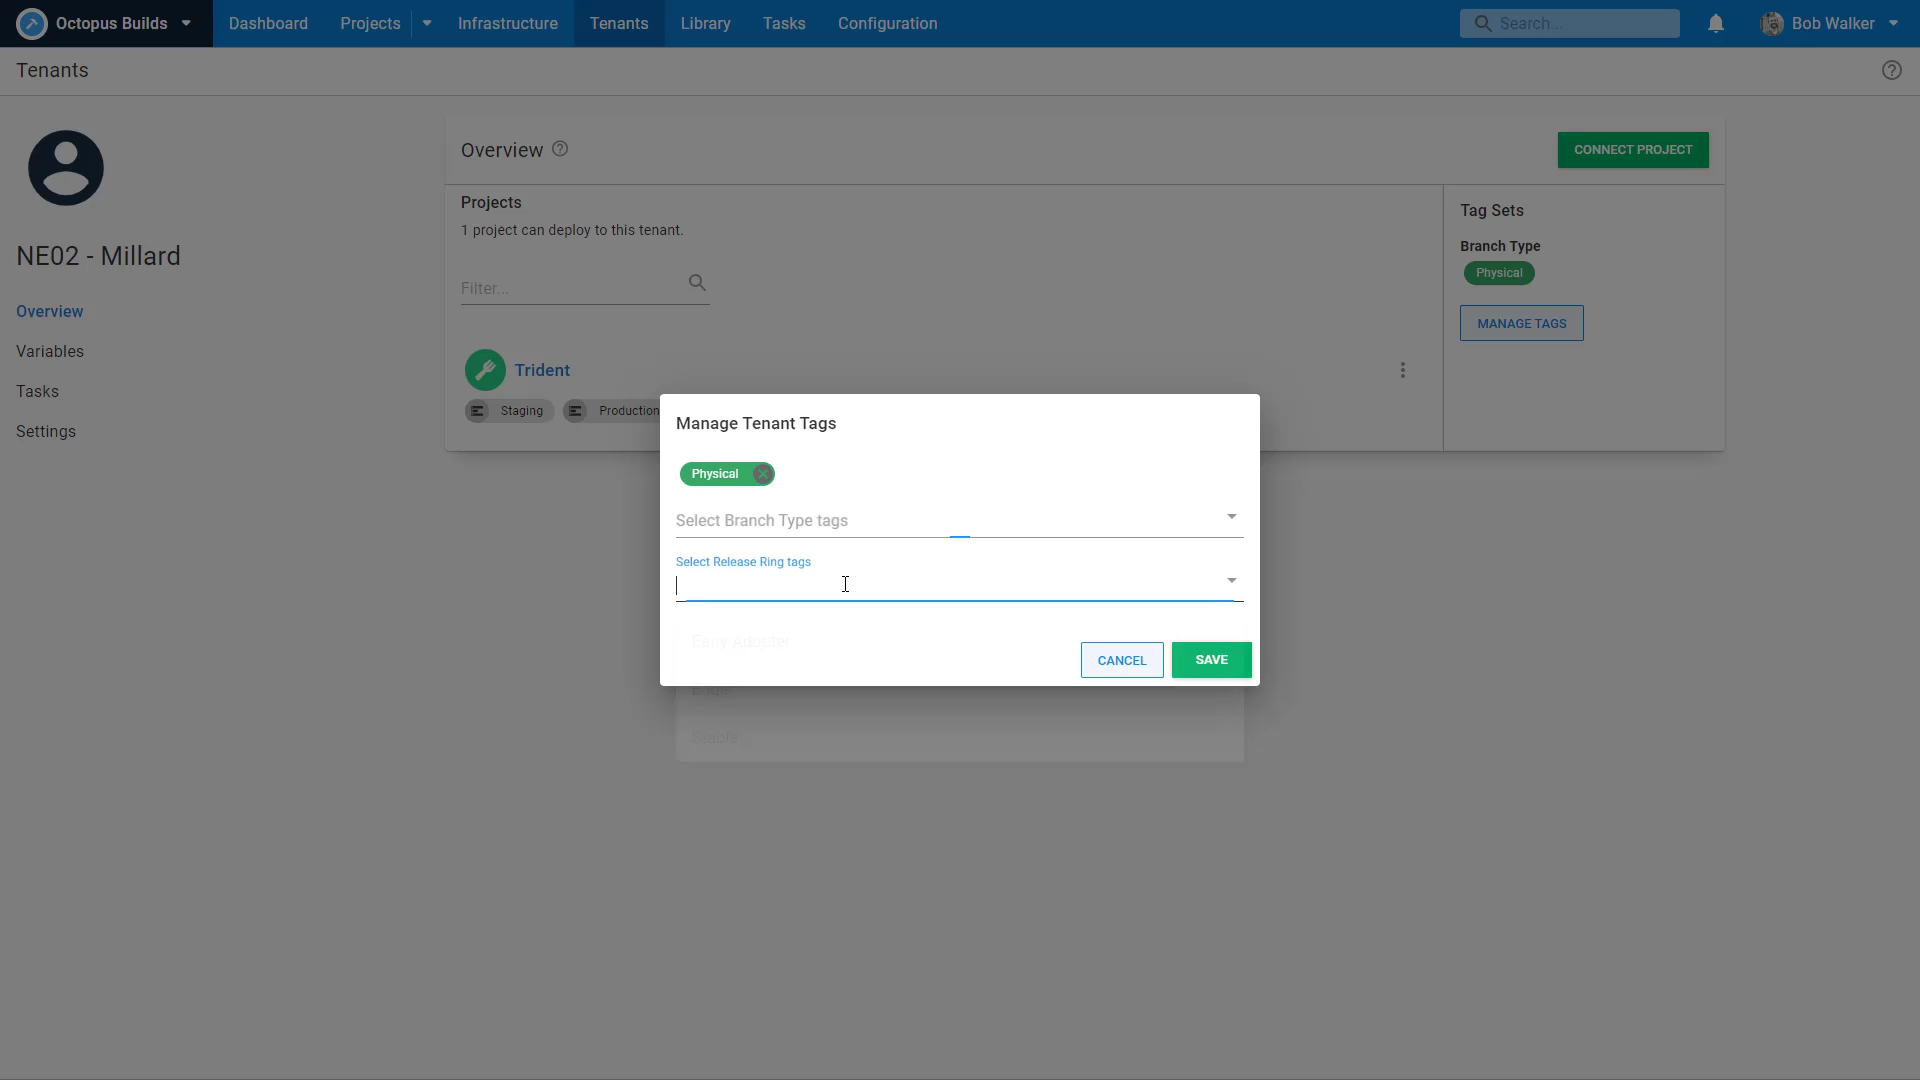 Octopus Builds Dashboard Projects Infrastructure Tenants Library Tasks Configuration Search... Bob Walker
Tenants
Overview CONNECT PROJECT
Projects
1 project can deploy to this tenant.
Filter...
Trident
Staging Production
Tag Sets
Branch Type
Physical
MANAGE TAGS
NE02 - Millard
Overview
Variables
Tasks
Settings
Manage Tenant Tags
Physical
Select Branch Type tags
Select Release Ring tags
CANCEL SAVE
Stable